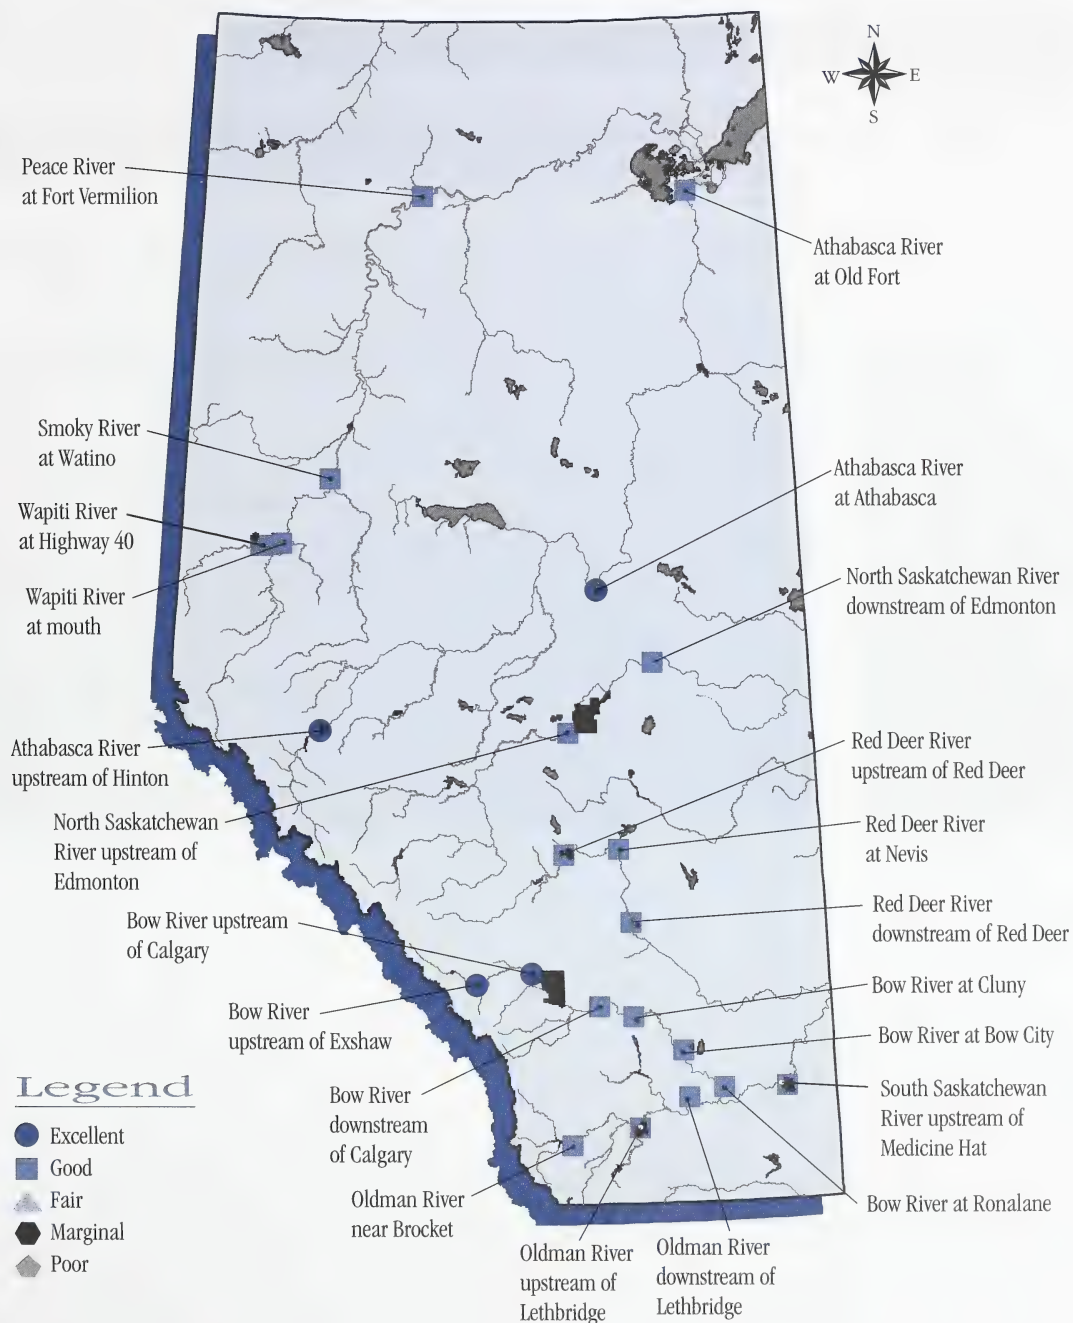 N
W E
S
Peace River
at Fort Vermilion
Athabasca River
at Old Fort
Smoky River
at Watino
Athabasca River
at Athabasca
Wapiti River
at Highway 40
North Saskatchewan River
downstream of Edmonton
Wapiti River
at mouth
Athabasca River
upstream of Hinton
Red Deer River
upstream of Red Deer
North Saskatchewan
River upstream of
Edmonton
Red Deer River
at Nevis
Bow River upstream
of Calgary
Red Deer River
downstream of Red Deer
Bow River
upstream of Exshaw
Bow River at Cluny
Bow River at Bow City
Bow River
downstream
of Calgary
South Saskatchewan
River upstream of
Medicine Hat
Oldman River
near Brocket
Bow River at Ronalane
Oldman River
upstream of
Lethbridge
Oldman River
downstream of
Lethbridge
Legend
Excellent
Good
Fair
Marginal
Poor